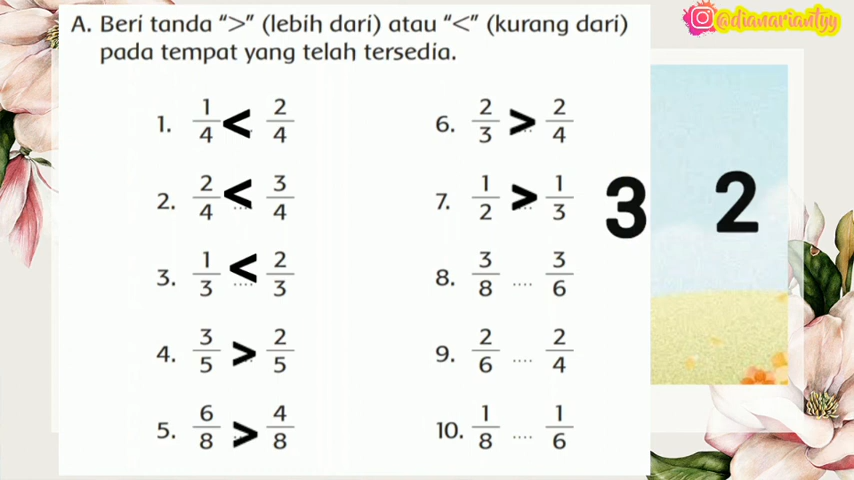 @dianariantyy
A. Beri tanda “>” (lebih dari) atau “<” (kurang dari)
pada tempat yang telah tersedia.
1. 1/4 < 2/4
2. 2/4 < 3/4
3. 1/3 < 2/3
4. 3/5 > 2/5
5. 6/8 > 4/8
6. 2/3 > 2/4
7. 1/2 > 1/3
8. 3/8 .... 3/6
9. 2/6 .... 2/4
10. 1/8 .... 1/6
3 2